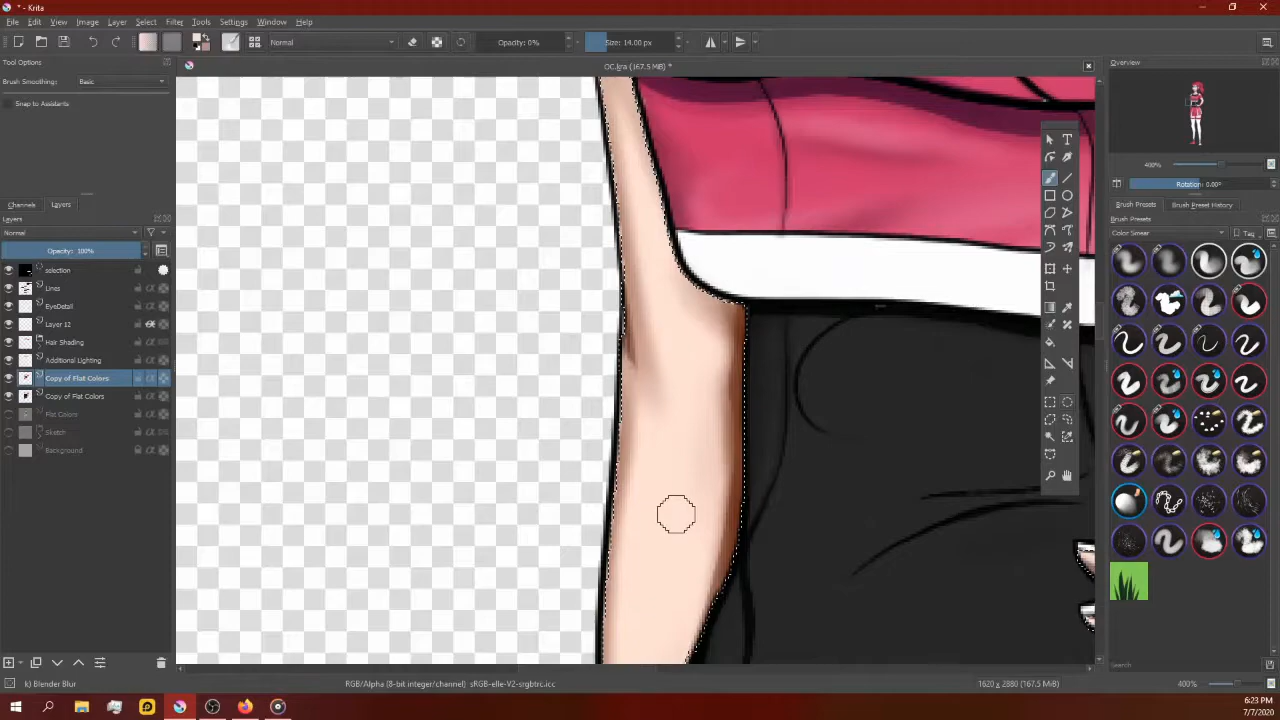 * - Krita
File Edit View Image Layer Select Filter Tools Settings Window Help
Normal Opacity: 0% Size: 14.00 px
Tool Options
OC.kra (167.5 MiB) *
Overview
Brush Smoothing: Basic
Snap to Assistants
400%
Rotation: 0.00°
Channels Layers
Brush Presets Brush Preset History
Layers
Brush Presets
Normal
Color Smear Tag
Opacity: 100%
selection
Lines
EyeDetail
Layer 12
Hair Shading
Additional Lighting
Copy of Flat Colors
Copy of Flat Colors
Flat Colors
Sketch
Background
Search
k) Blender Blur
RGB/Alpha (8-bit integer/channel) sRGB-elle-V2-srgbtrc.icc
1620 x 2880 (167.5 MiB)
400%
6:23 PM
7/7/2020